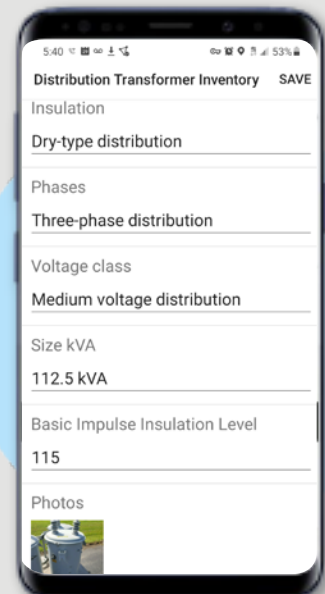 5:40 53%
Distribution Transformer Inventory SAVE
Insulation
Dry-type distribution
Phases
Three-phase distribution
Voltage class
Medium voltage distribution
Size kVA
112.5 kVA
Basic Impulse Insulation Level
115
Photos